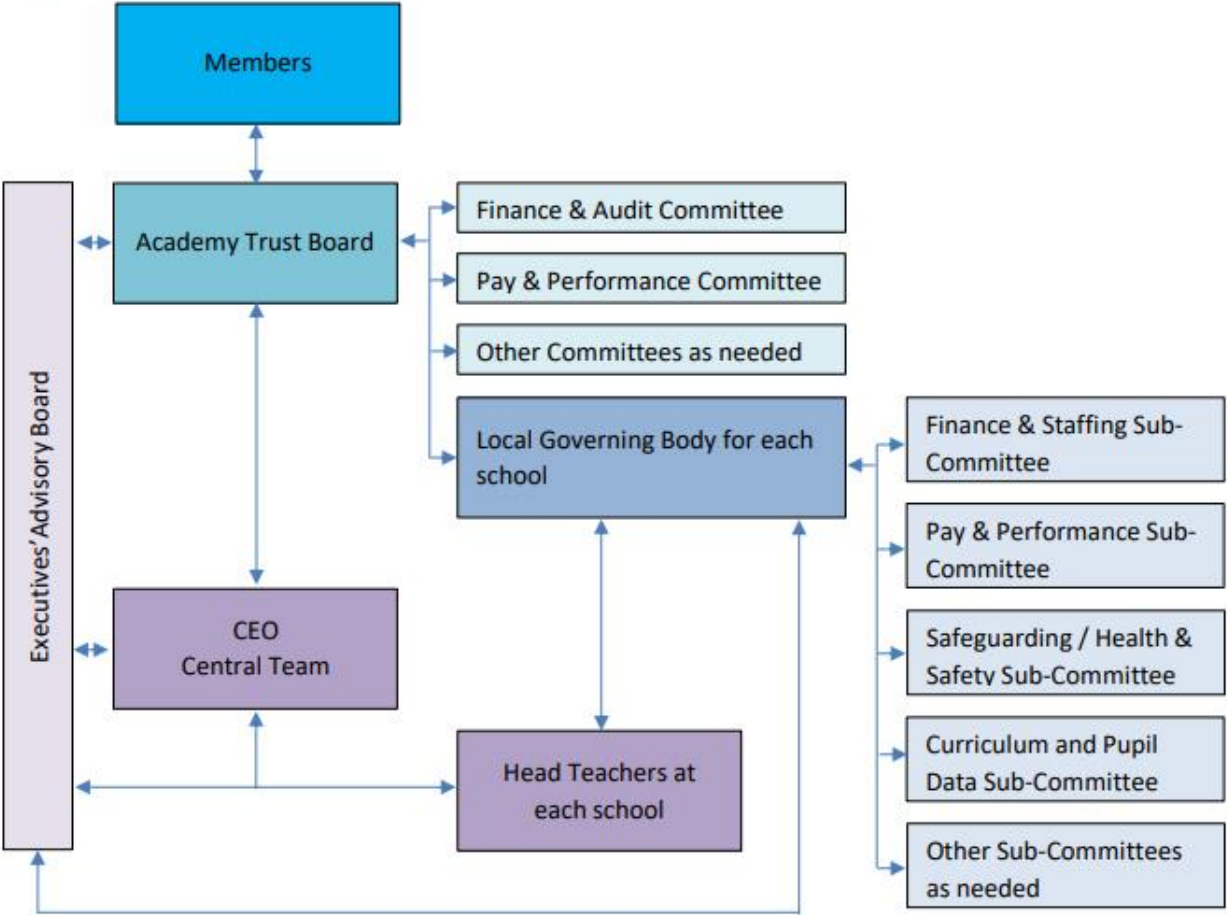 Members
Executives’ Advisory Board
Academy Trust Board
Finance & Audit Committee
Pay & Performance Committee
Other Committees as needed
Local Governing Body for each
school
Finance & Staffing Sub-
Committee
Pay & Performance Sub-
Committee
Safeguarding / Health &
Safety Sub-Committee
Curriculum and Pupil
Data Sub-Committee
Other Sub-Committees
as needed
CEO
Central Team
Head Teachers at
each school